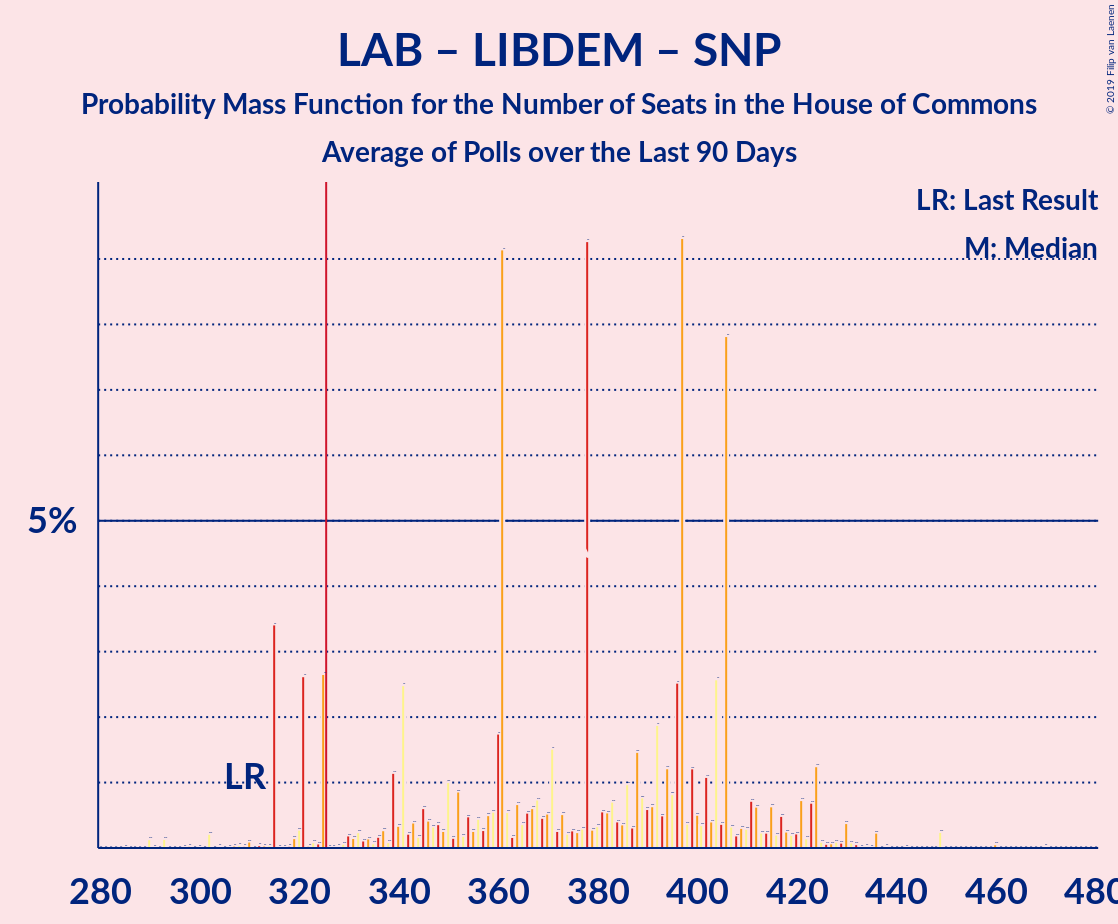 LAB – LIBDEM – SNP
Probability Mass Function for the Number of Seats in the House of Commons
Average of Polls over the Last 90 Days
© 2019 Filip van Laenen
LR: Last Result
M: Median
5%
LR
280 300 320 340 360 380 400 420 440 460 480